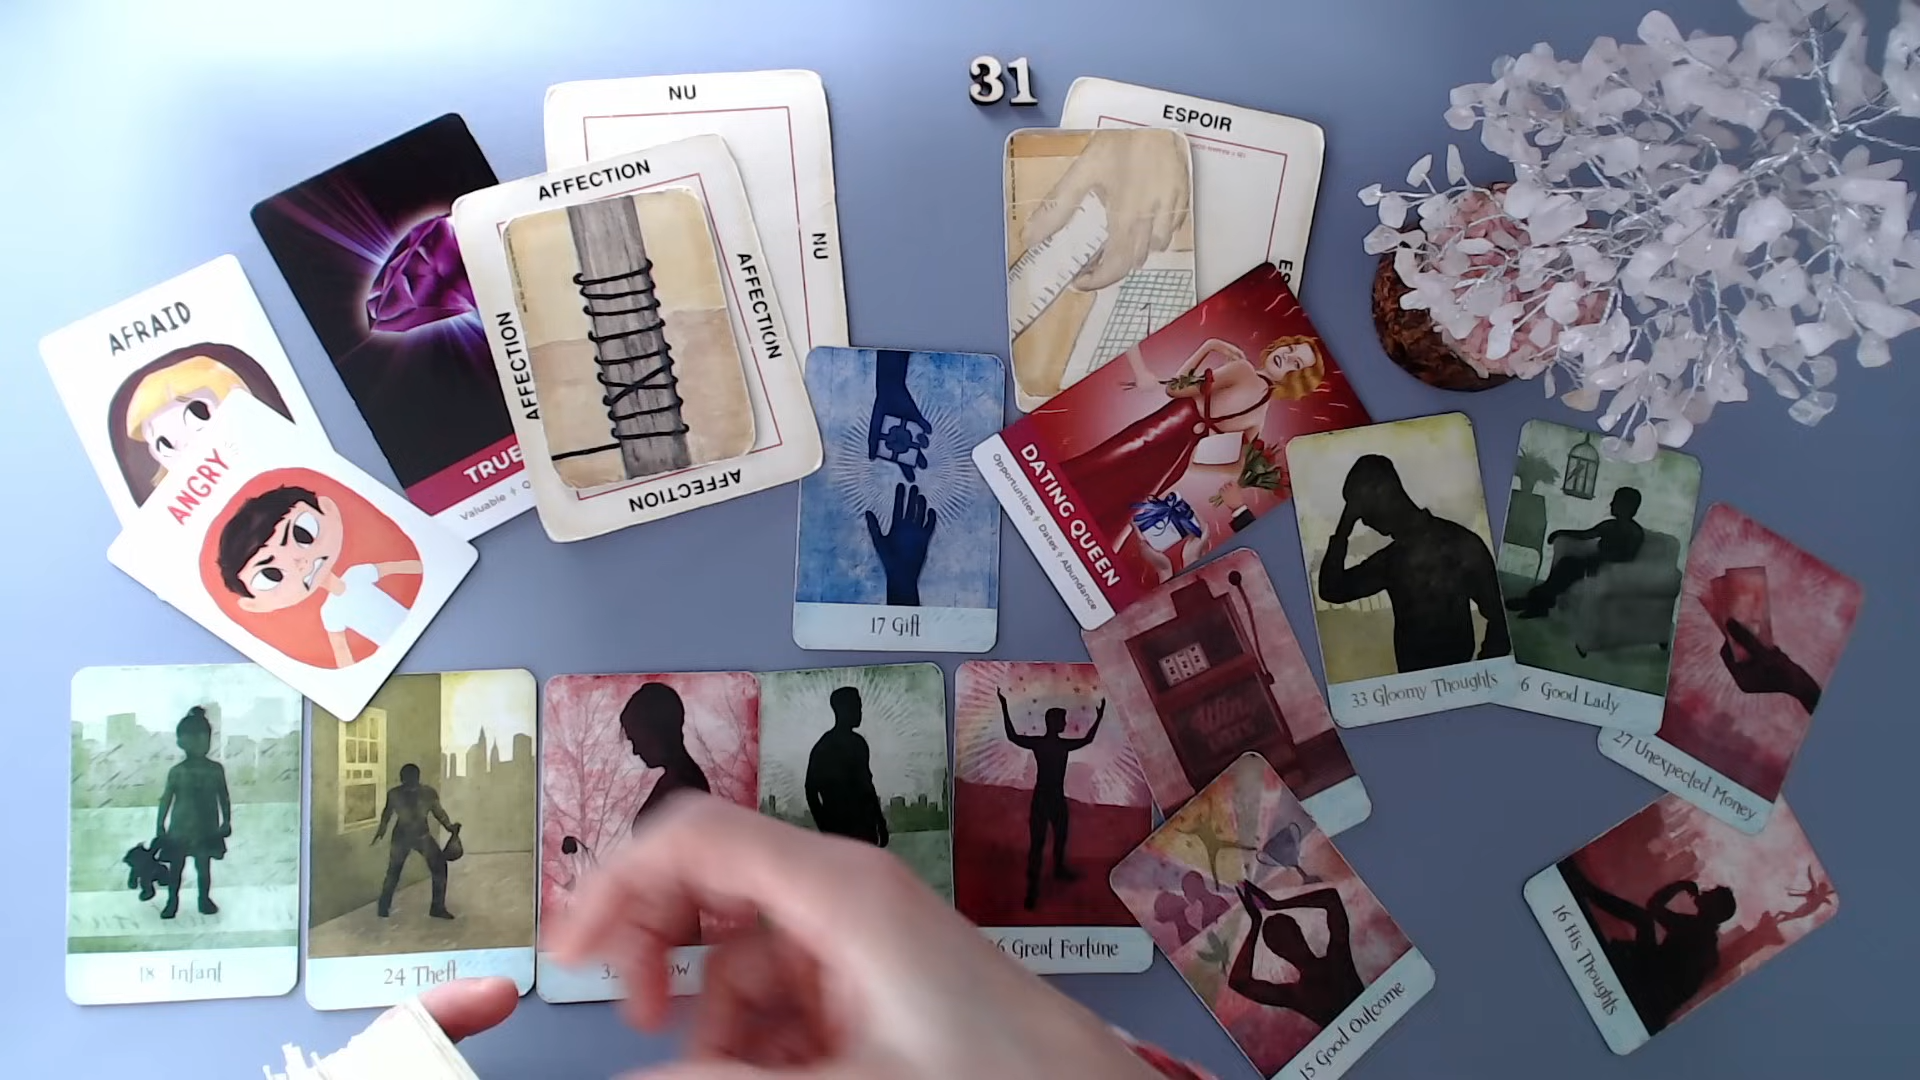 31
NU
NU
ESPOIR
AFFECTION
AFFECTION
AFFECTION
AFFECTION
AFRAID
ANGRY
TRUE
Valuable
DATING QUEEN
Opportunities Dates Abundance
17 Gift
33 Gloomy Thoughts
6 Good Lady
27 Unexpected Money
16 His Thoughts
18 Infant
24 Theft
6 Great Fortune
15 Good Outcome